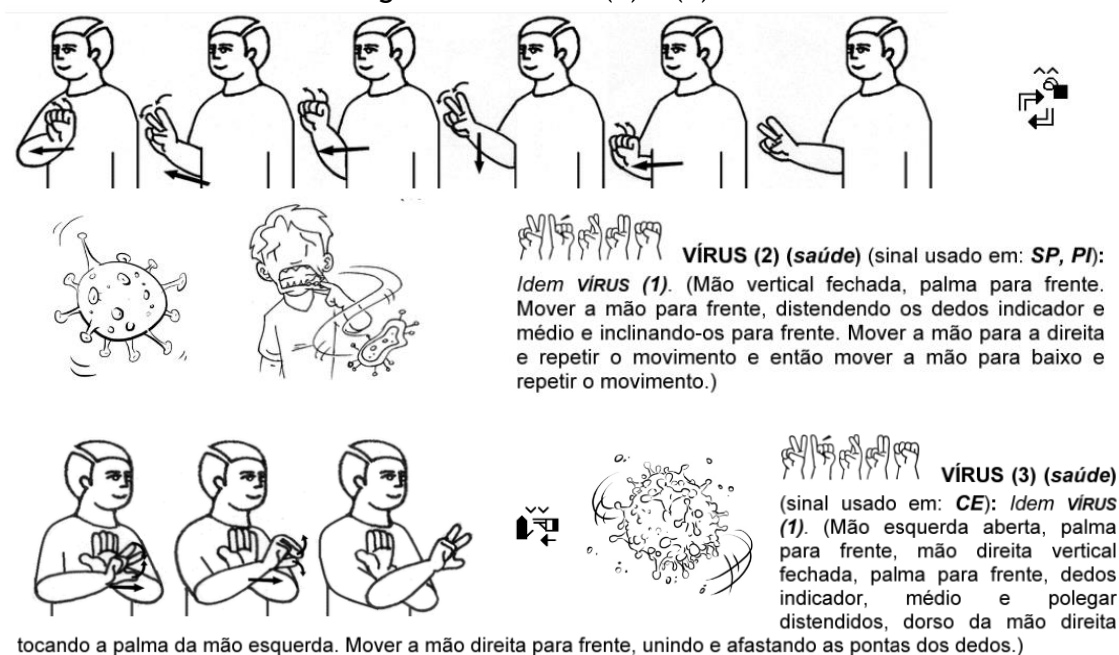 VÍRUS (2) (saúde) (sinal usado em: SP, PI):
Idem VÍRUS (1). (Mão vertical fechada, palma para frente.
Mover a mão para frente, distendendo os dedos indicador e
médio e inclinando-os para frente. Mover a mão para a direita
e repetir o movimento e então mover a mão para baixo e
repetir o movimento.)
VÍRUS (3) (saúde)
(sinal usado em: CE): Idem VÍRUS
(1). (Mão esquerda aberta, palma
para frente, mão direita vertical
fechada, palma para frente, dedos
indicador, médio e polegar
distendidos, dorso da mão direita
tocando a palma da mão esquerda. Mover a mão direita para frente, unindo e afastando as pontas dos dedos.)